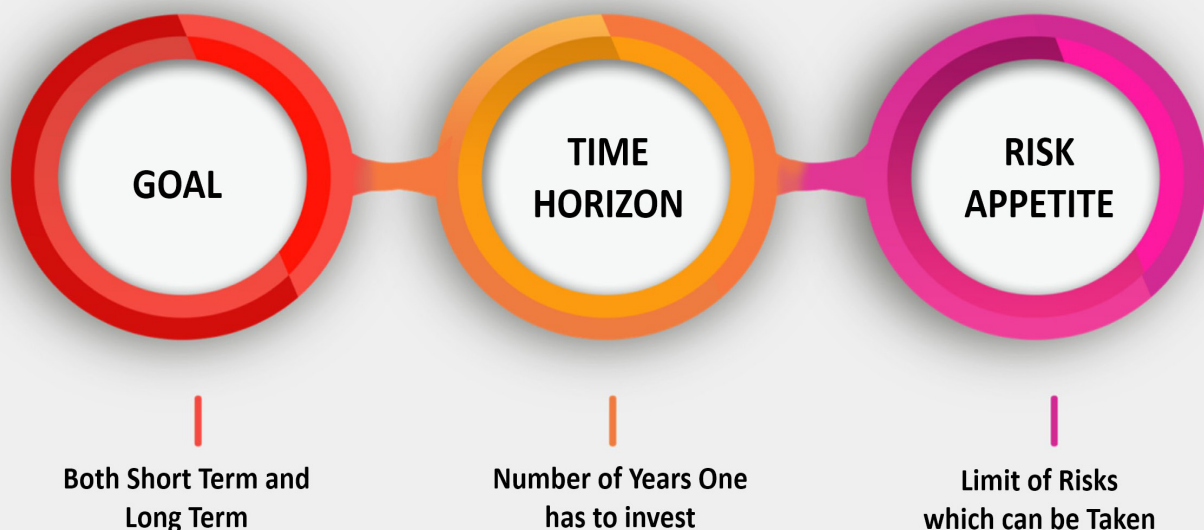 GOAL
TIME
HORIZON
RISK
APPETITE
Both Short Term and
Long Term
Number of Years One
has to invest
Limit of Risks
which can be Taken